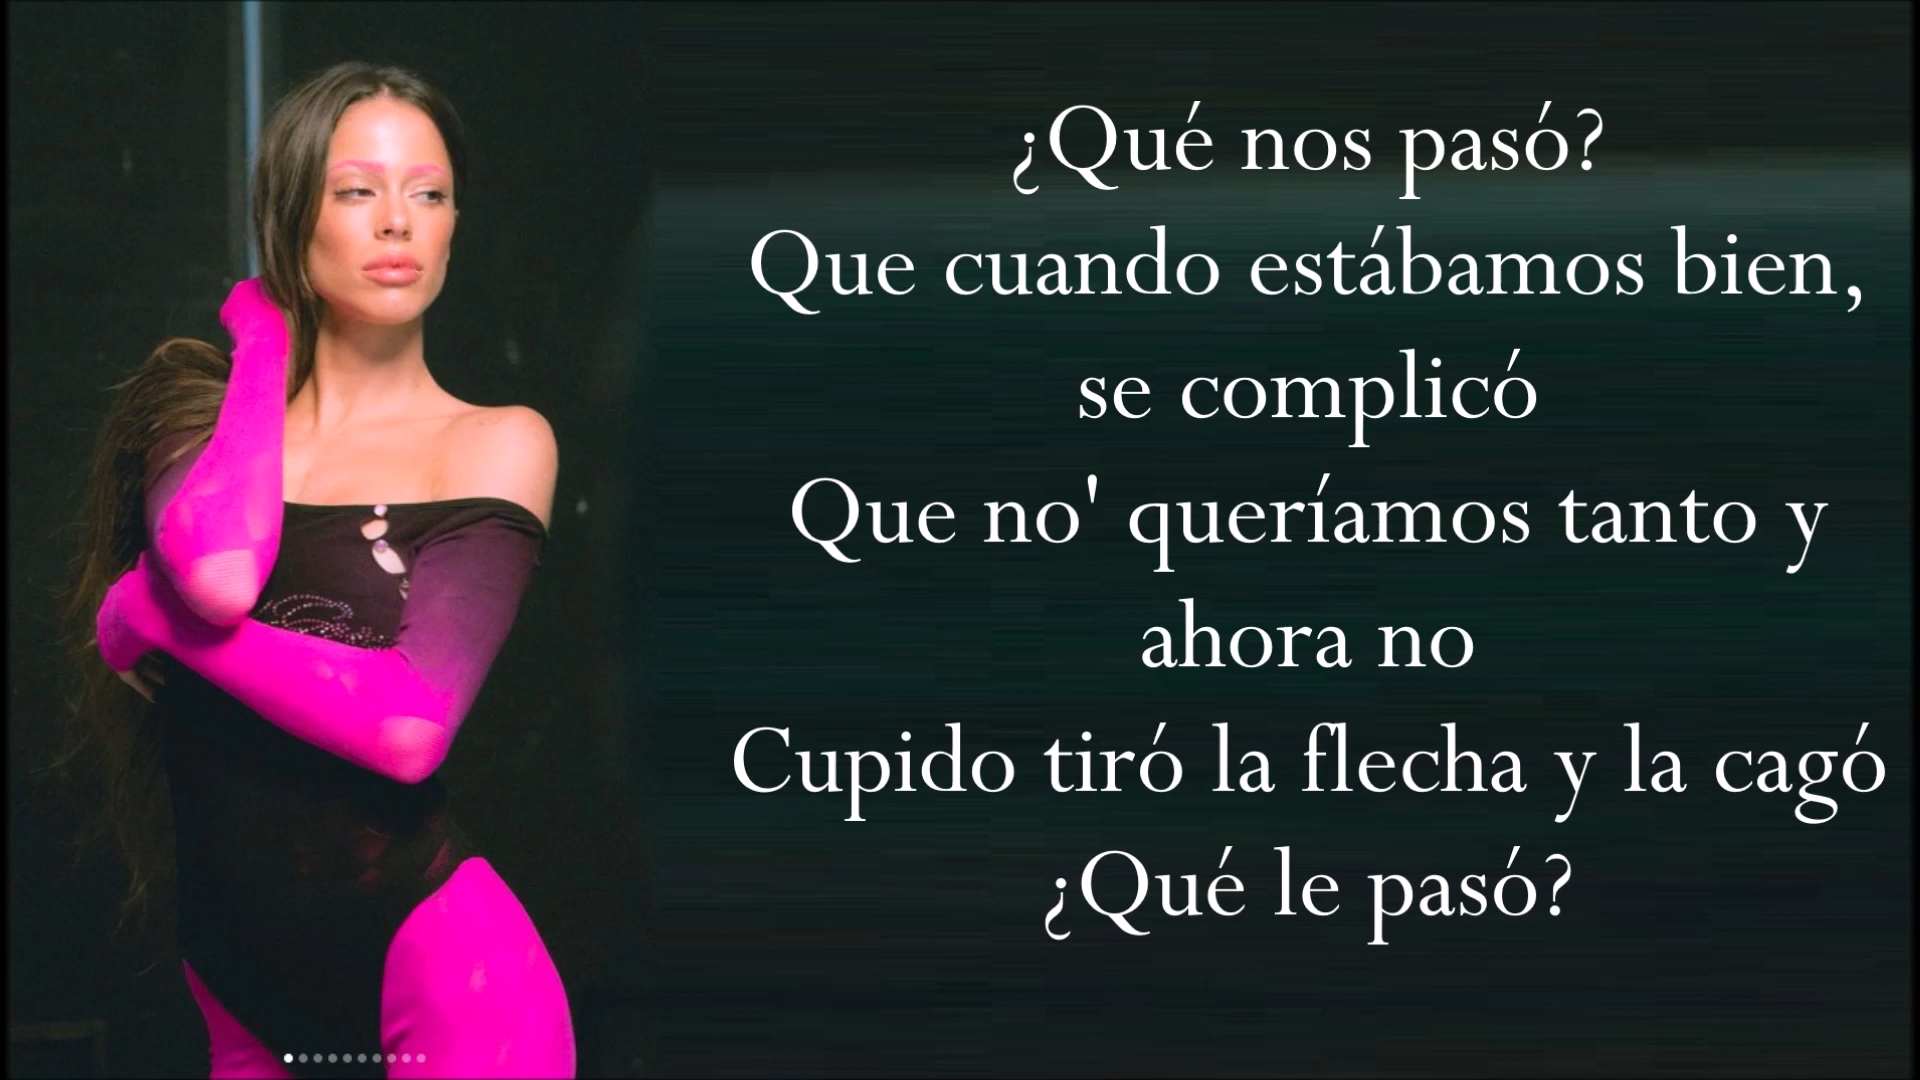 ¿Qué nos pasó?
Que cuando estábamos bien,
se complicó
Que no' queríamos tanto y
ahora no
Cupido tiró la flecha y la cagó
¿Qué le pasó?